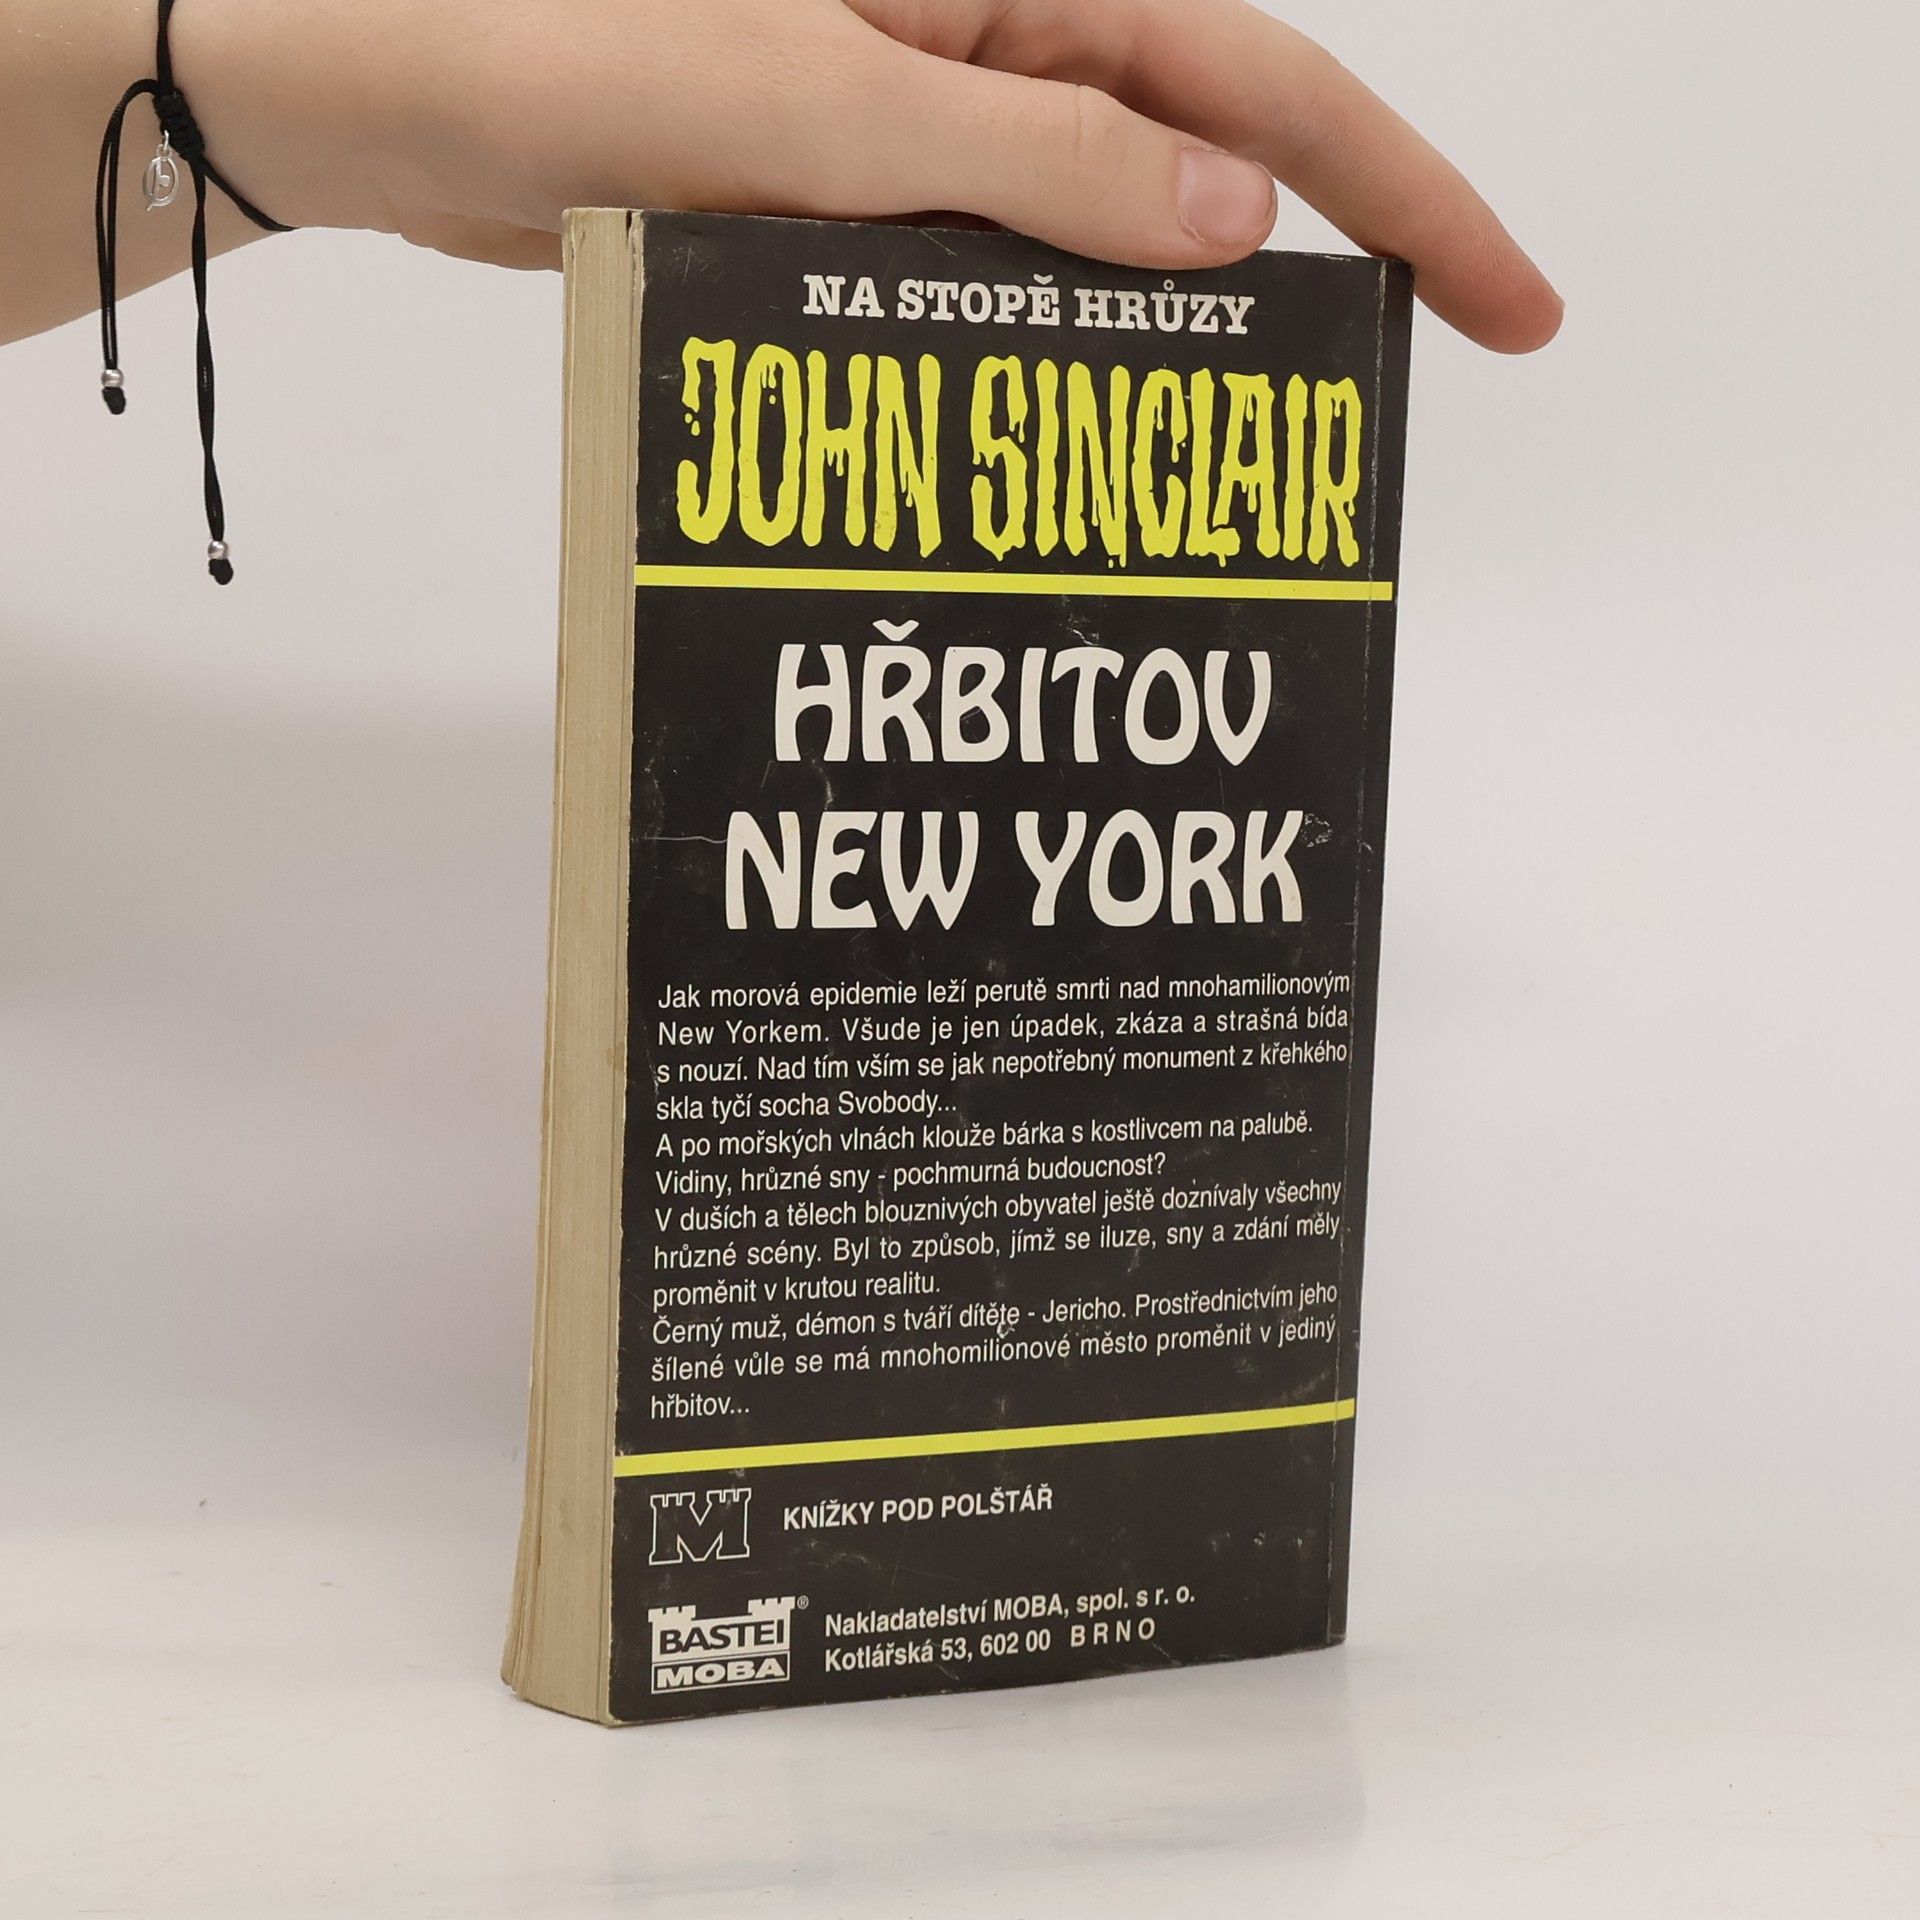 NA STOPĚ HRŮZY
JOHN SINCLAIR
HŘBITOV
NEW YORK
Jak morová epidemie leží perutě smrti nad mnohamilionovým
New Yorkem. Všude je jen úpadek, zkáza a strašná bída
s nouzí. Nad tím vším se jak nepotřebný monument z křehkého
skla tyčí socha Svobody...
A po mořských vlnách klouže bárka s kostlivcem na palubě.
Vidiny, hrůzné sny - pochmurná budoucnost?
V duších a tělech blouznivých obyvatel ještě doznívaly všechny
hrůzné scény. Byl to způsob, jímž se iluze, sny a zdání měly
proměnit v krutou realitu.
Černý muž, démon s tváří dítěte - Jericho. Prostřednictvím jeho
šílené vůle se má mnohomilionové město proměnit v jediný
hřbitov...
M KNÍŽKY POD POLŠTÁŘ
BASTEI ®
MOBA
Nakladatelství MOBA, spol. s r. o.
Kotlářská 53, 602 00 BRNO